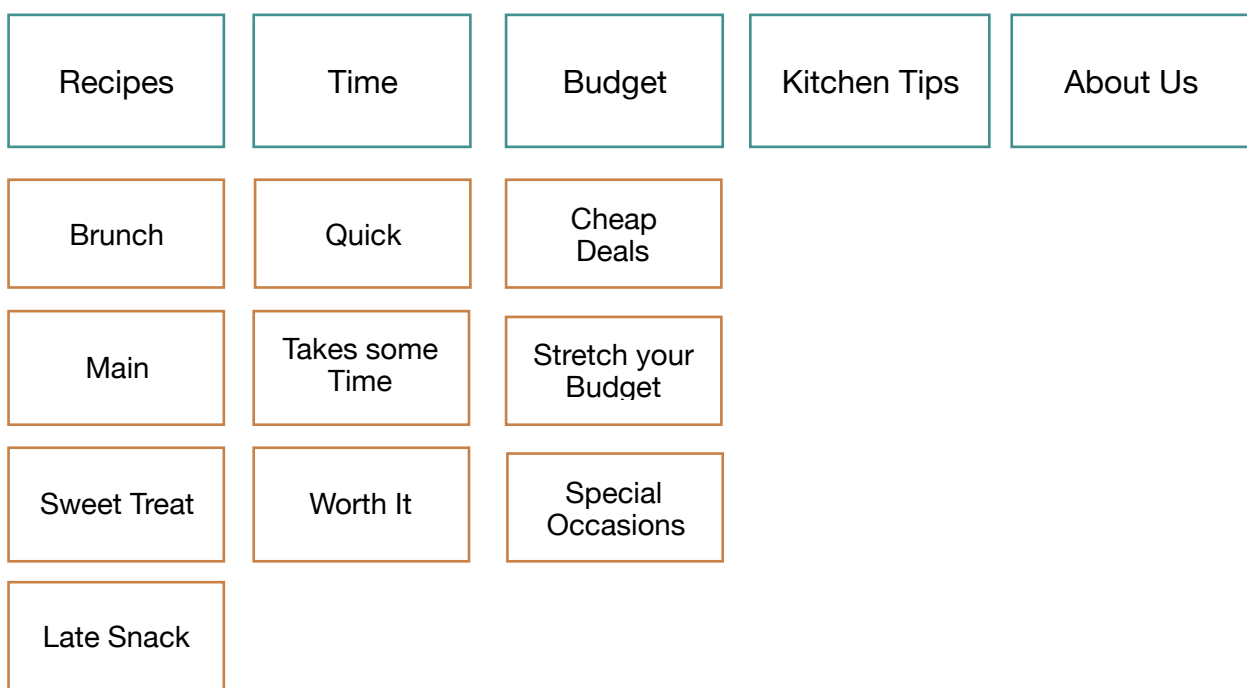 Recipes
Time
Budget
Kitchen Tips
About Us
Brunch
Quick
Cheap
Deals
Main
Takes some
Time
Stretch your
Budget
Sweet Treat
Worth It
Special
Occasions
Late Snack